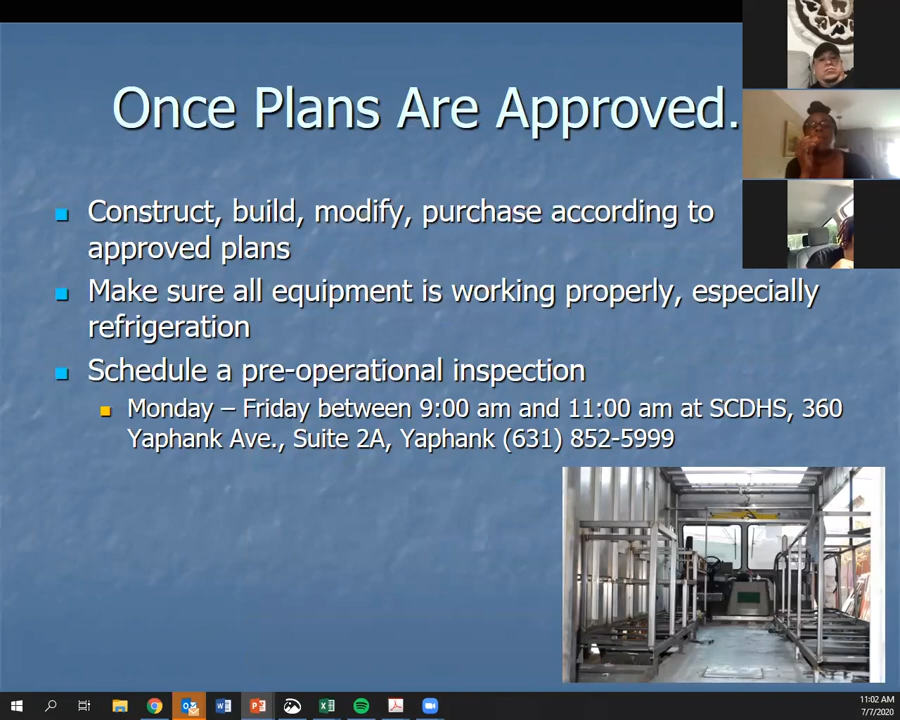 Once Plans Are Approved.
Construct, build, modify, purchase according to
approved plans
Make sure all equipment is working properly, especially
refrigeration
Schedule a pre-operational inspection
Monday – Friday between 9:00 am and 11:00 am at SCDHS, 360
Yaphank Ave., Suite 2A, Yaphank (631) 852-5999
11:02 AM
7/7/2020